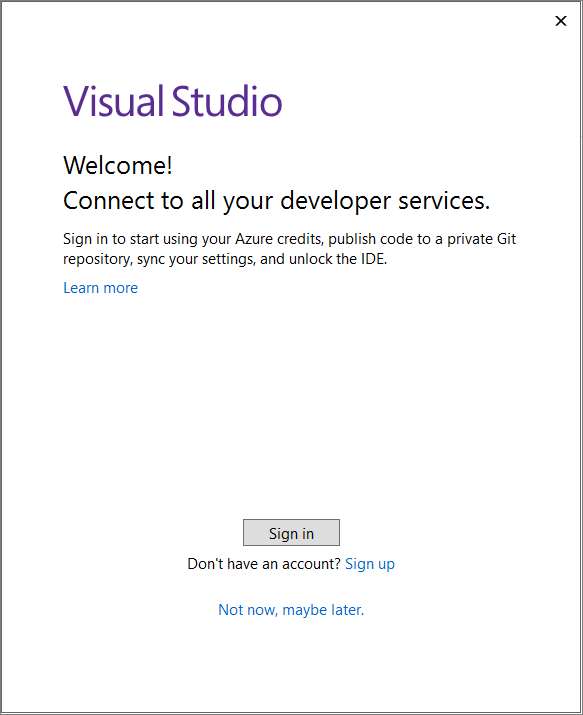 Visual Studio
Welcome!
Connect to all your developer services.
Sign in to start using your Azure credits, publish code to a private Git
repository, sync your settings, and unlock the IDE.
Learn more
Sign in
Don't have an account? Sign up
Not now, maybe later.